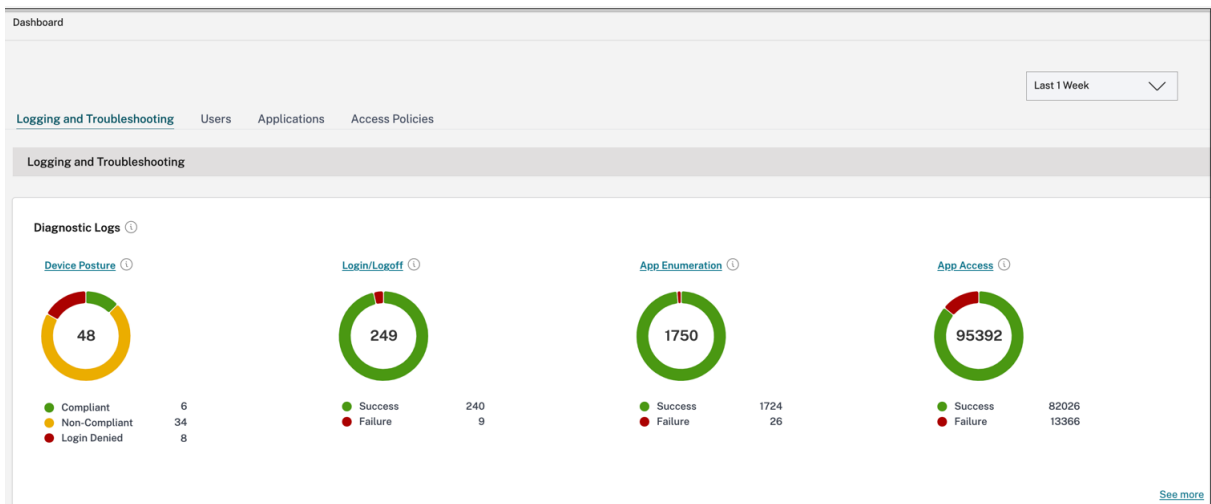 Dashboard
Last 1 Week
Logging and Troubleshooting Users Applications Access Policies
Logging and Troubleshooting
Diagnostic Logs
Device Posture Login/Logoff App Enumeration App Access
48 249 1750 95392
Compliant 6 Success 240 Success 1724 Success 82026
Non-Compliant 34 Failure 9 Failure 26 Failure 13366
Login Denied 8
See more